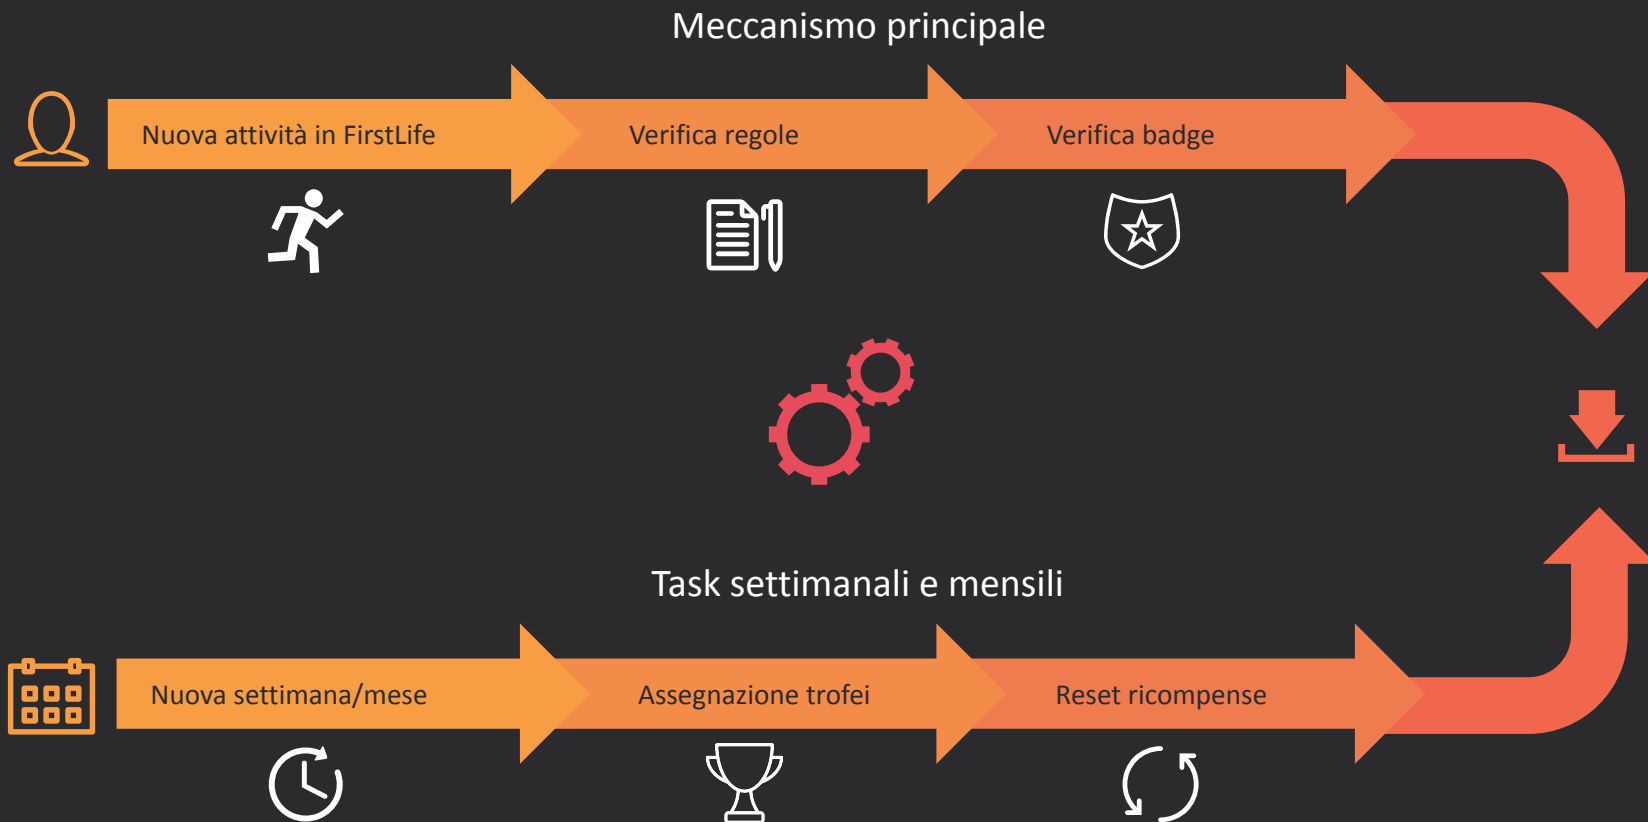 Meccanismo principale
Nuova attività in FirstLife
Verifica regole
Verifica badge
Task settimanali e mensili
Nuova settimana/mese
Assegnazione trofei
Reset ricompense